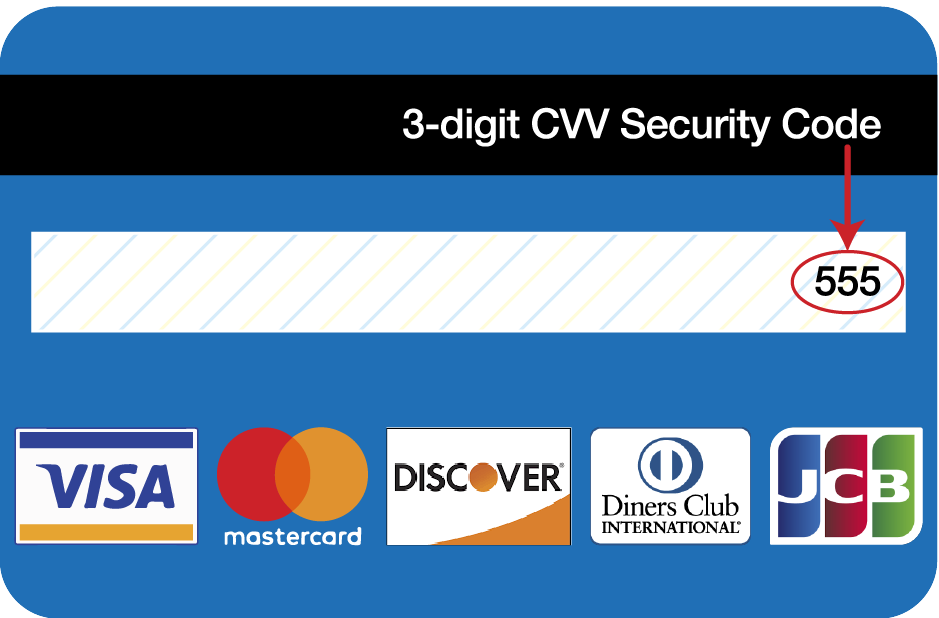 3-digit CVV Security Code
555
VISA
mastercard
DISCOVER®
Diners Club
INTERNATIONAL®
JCB